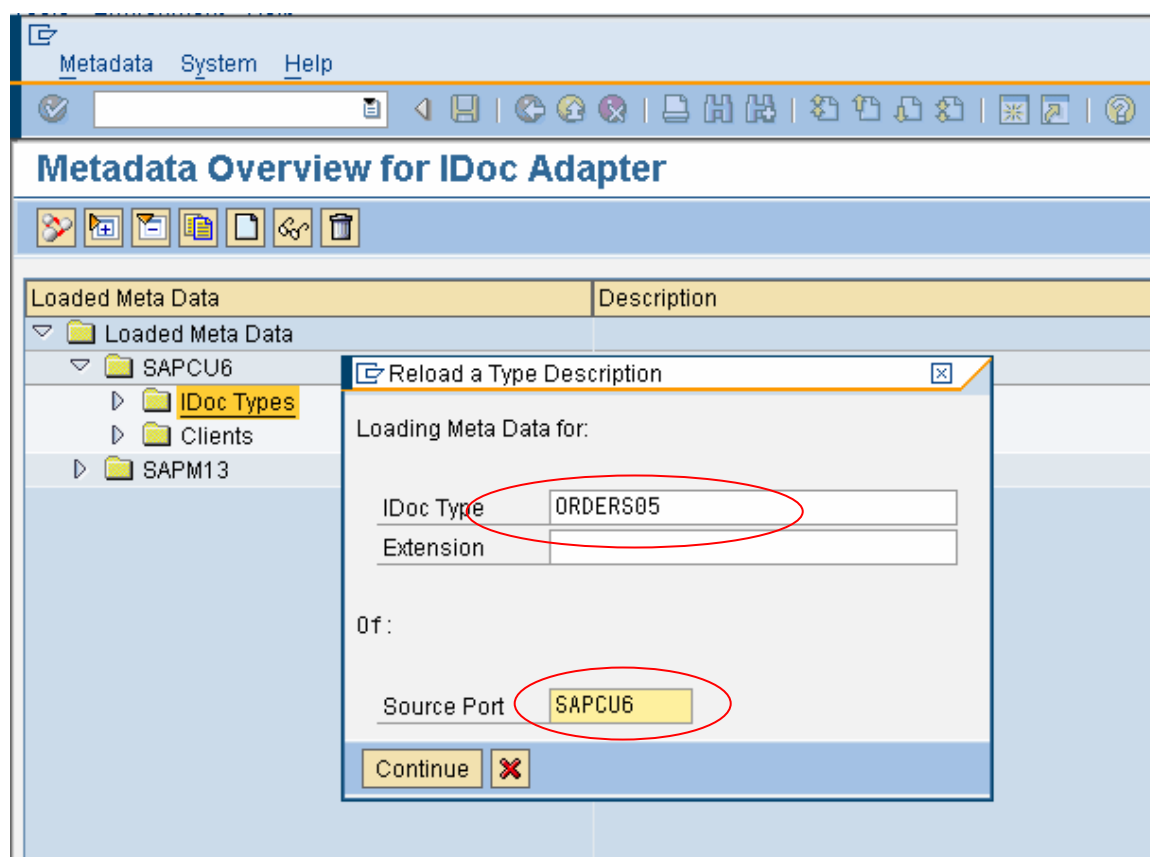 Metadata System Help
Metadata Overview for IDoc Adapter
Loaded Meta Data Description
Loaded Meta Data
SAPCU6
IDoc Types
Clients
SAPM13
Reload a Type Description
Loading Meta Data for:
IDoc Type ORDERS05
Extension
Of:
Source Port SAPCU6
Continue